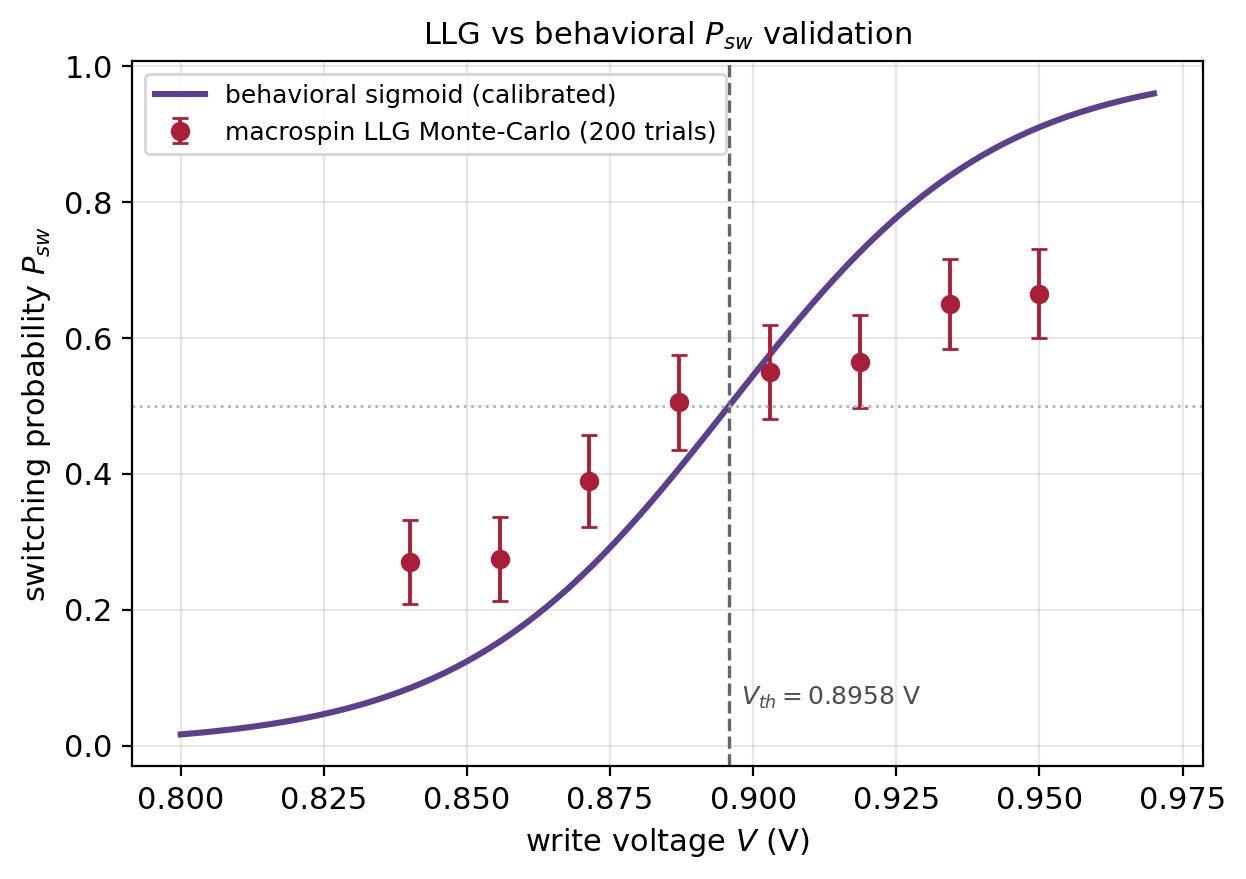 LLG vs behavioral P_sw validation
behavioral sigmoid (calibrated)
macrospin LLG Monte-Carlo (200 trials)
1.0
0.8
0.6
0.4
0.2
0.0
switching probability P_sw
V_th = 0.8958 V
0.800 0.825 0.850 0.875 0.900 0.925 0.950 0.975
write voltage V (V)